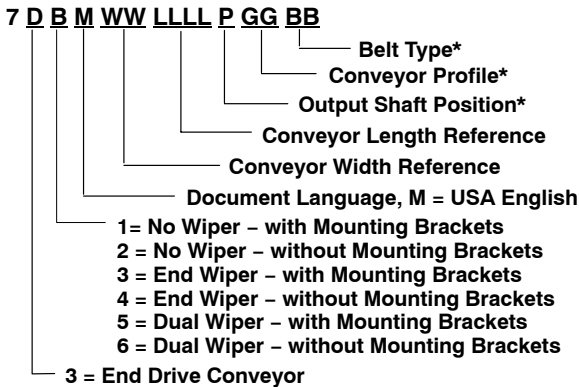 7 D B M WW LLLL P GG BB
Belt Type*
Conveyor Profile*
Output Shaft Position*
Conveyor Length Reference
Conveyor Width Reference
Document Language, M = USA English
1= No Wiper – with Mounting Brackets
2 = No Wiper – without Mounting Brackets
3 = End Wiper – with Mounting Brackets
4 = End Wiper – without Mounting Brackets
5 = Dual Wiper – with Mounting Brackets
6 = Dual Wiper – without Mounting Brackets
3 = End Drive Conveyor